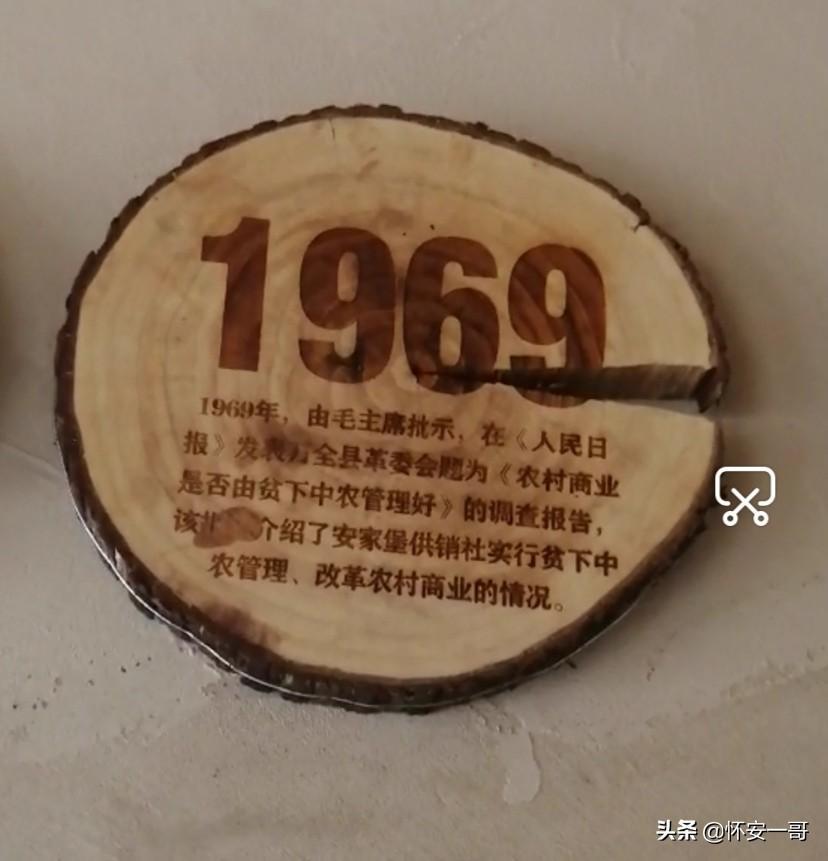 1969
1969年，由毛主席批示，在《人民日
报》发表万全县革委会题为《农村商业
是否由贫下中农管理好》的调查报告，
该报 介绍了安家堡供销社实行贫下中
农管理、改革农村商业的情况。
头条 @怀安一哥